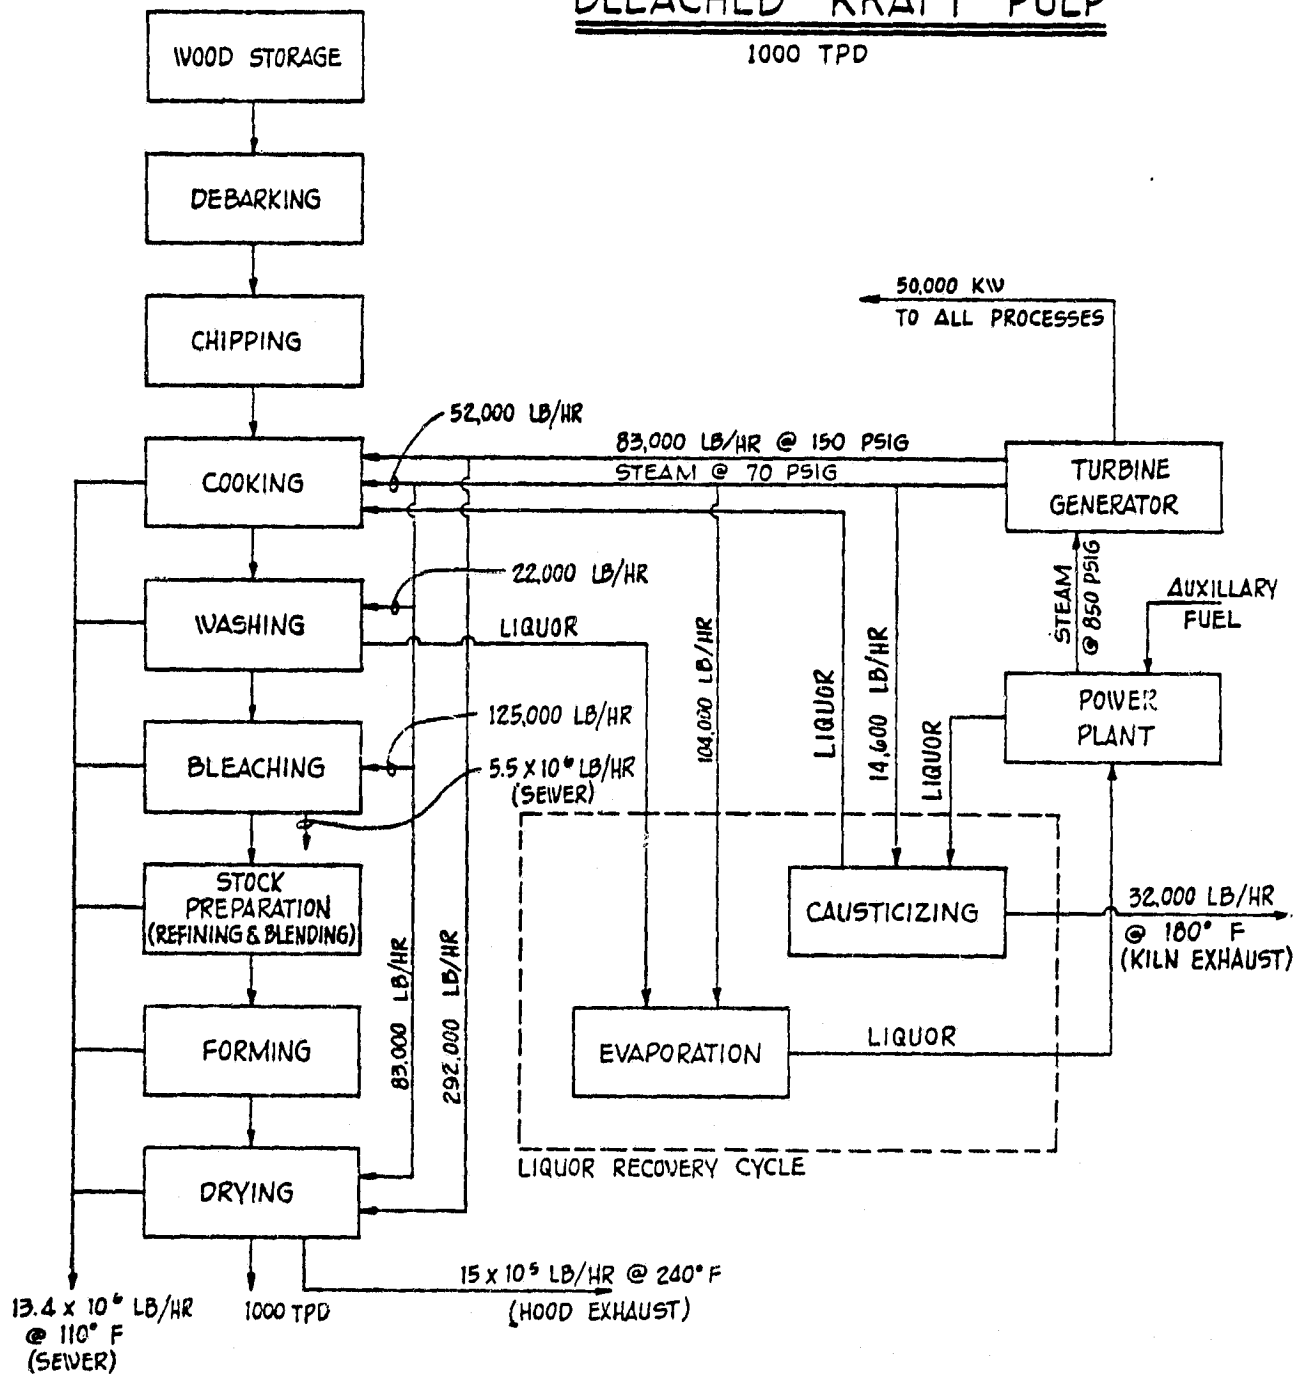 BLEACHED KRAFT PULP
1000 TPD
WOOD STORAGE
DEBARKING
CHIPPING
50,000 KW
TO ALL PROCESSES
52,000 LB/HR
83,000 LB/HR @ 150 PSIG
STEAM @ 70 PSIG
COOKING
TURBINE
GENERATOR
STEAM
@ 850 PSIG
AUXILLARY
FUEL
22,000 LB/HR
WASHING
LIQUOR
104,000 LB/HR
LIQUOR
14,600 LB/HR
LIQUOR
POWER
PLANT
125,000 LB/HR
BLEACHING
5.5 X 10⁶ LB/HR
(SEWER)
STOCK
PREPARATION
(REFINING & BLENDING)
CAUSTICIZING
32,000 LB/HR
@ 180° F
(KILN EXHAUST)
83,000 LB/HR
292,000 LB/HR
FORMING
EVAPORATION
LIQUOR
LIQUOR RECOVERY CYCLE
DRYING
15 x 10⁵ LB/HR @ 240° F
(HOOD EXHAUST)
13.4 x 10⁶ LB/HR
@ 110° F
(SEWER)
1000 TPD